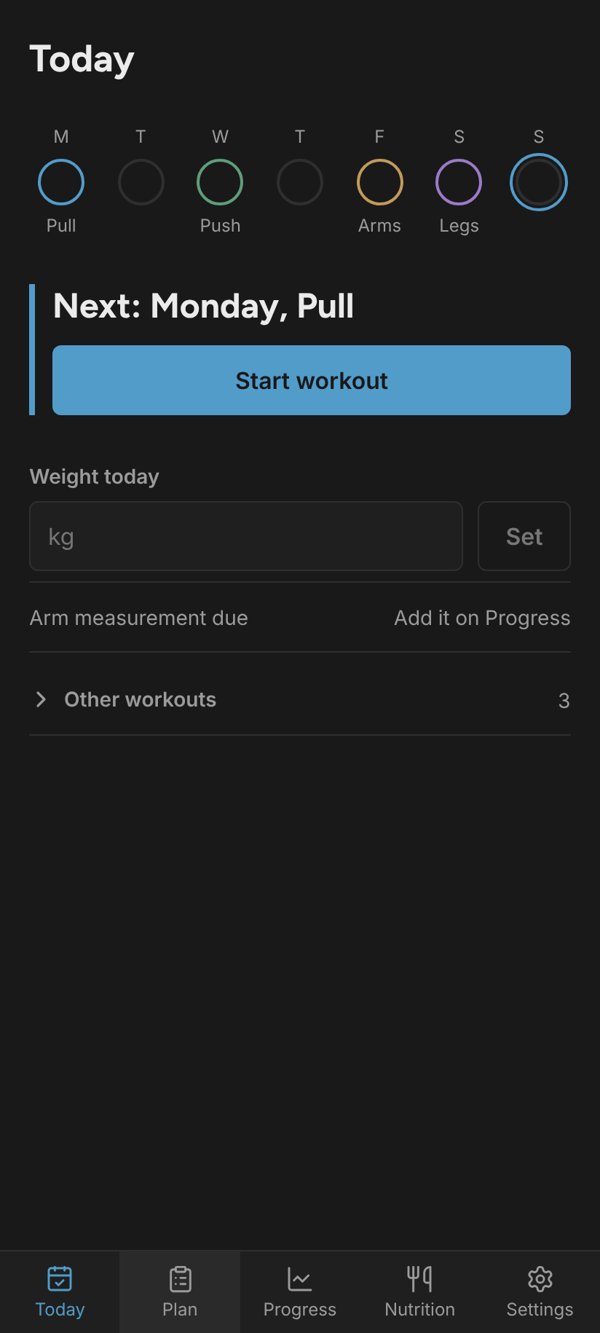 Today
M T W T F S S
Pull Push Arms Legs
Next: Monday, Pull
Start workout
Weight today
kg Set
Arm measurement due Add it on Progress
Other workouts 3
Today Plan Progress Nutrition Settings